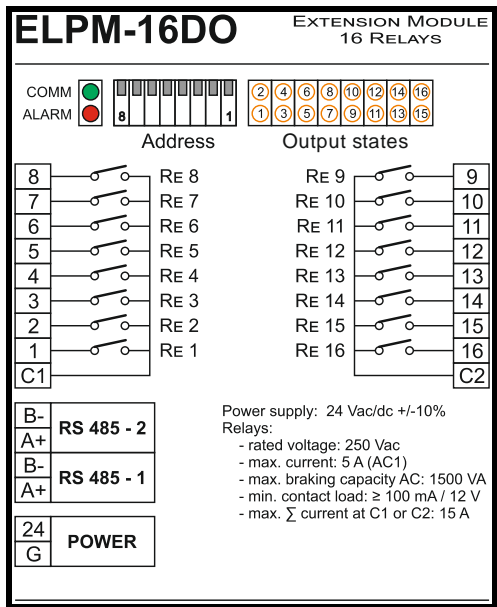 ELPM-16DO
EXTENSION MODULE
16 RELAYS
COMM
ALARM
8 1
2 4 6 8 10 12 14 16
1 3 5 7 9 11 13 15
Address
Output states
8 RE 8 RE 9 9
7 RE 7 RE 10 10
6 RE 6 RE 11 11
5 RE 5 RE 12 12
4 RE 4 RE 13 13
3 RE 3 RE 14 14
2 RE 2 RE 15 15
1 RE 1 RE 16 16
C1 C2
B-
A+
RS 485 - 2
B-
A+
RS 485 - 1
24
G
POWER
Power supply: 24 Vac/dc +/-10%
Relays:
- rated voltage: 250 Vac
- max. current: 5 A (AC1)
- max. braking capacity AC: 1500 VA
- min. contact load: ≥ 100 mA / 12 V
- max. ∑ current at C1 or C2: 15 A